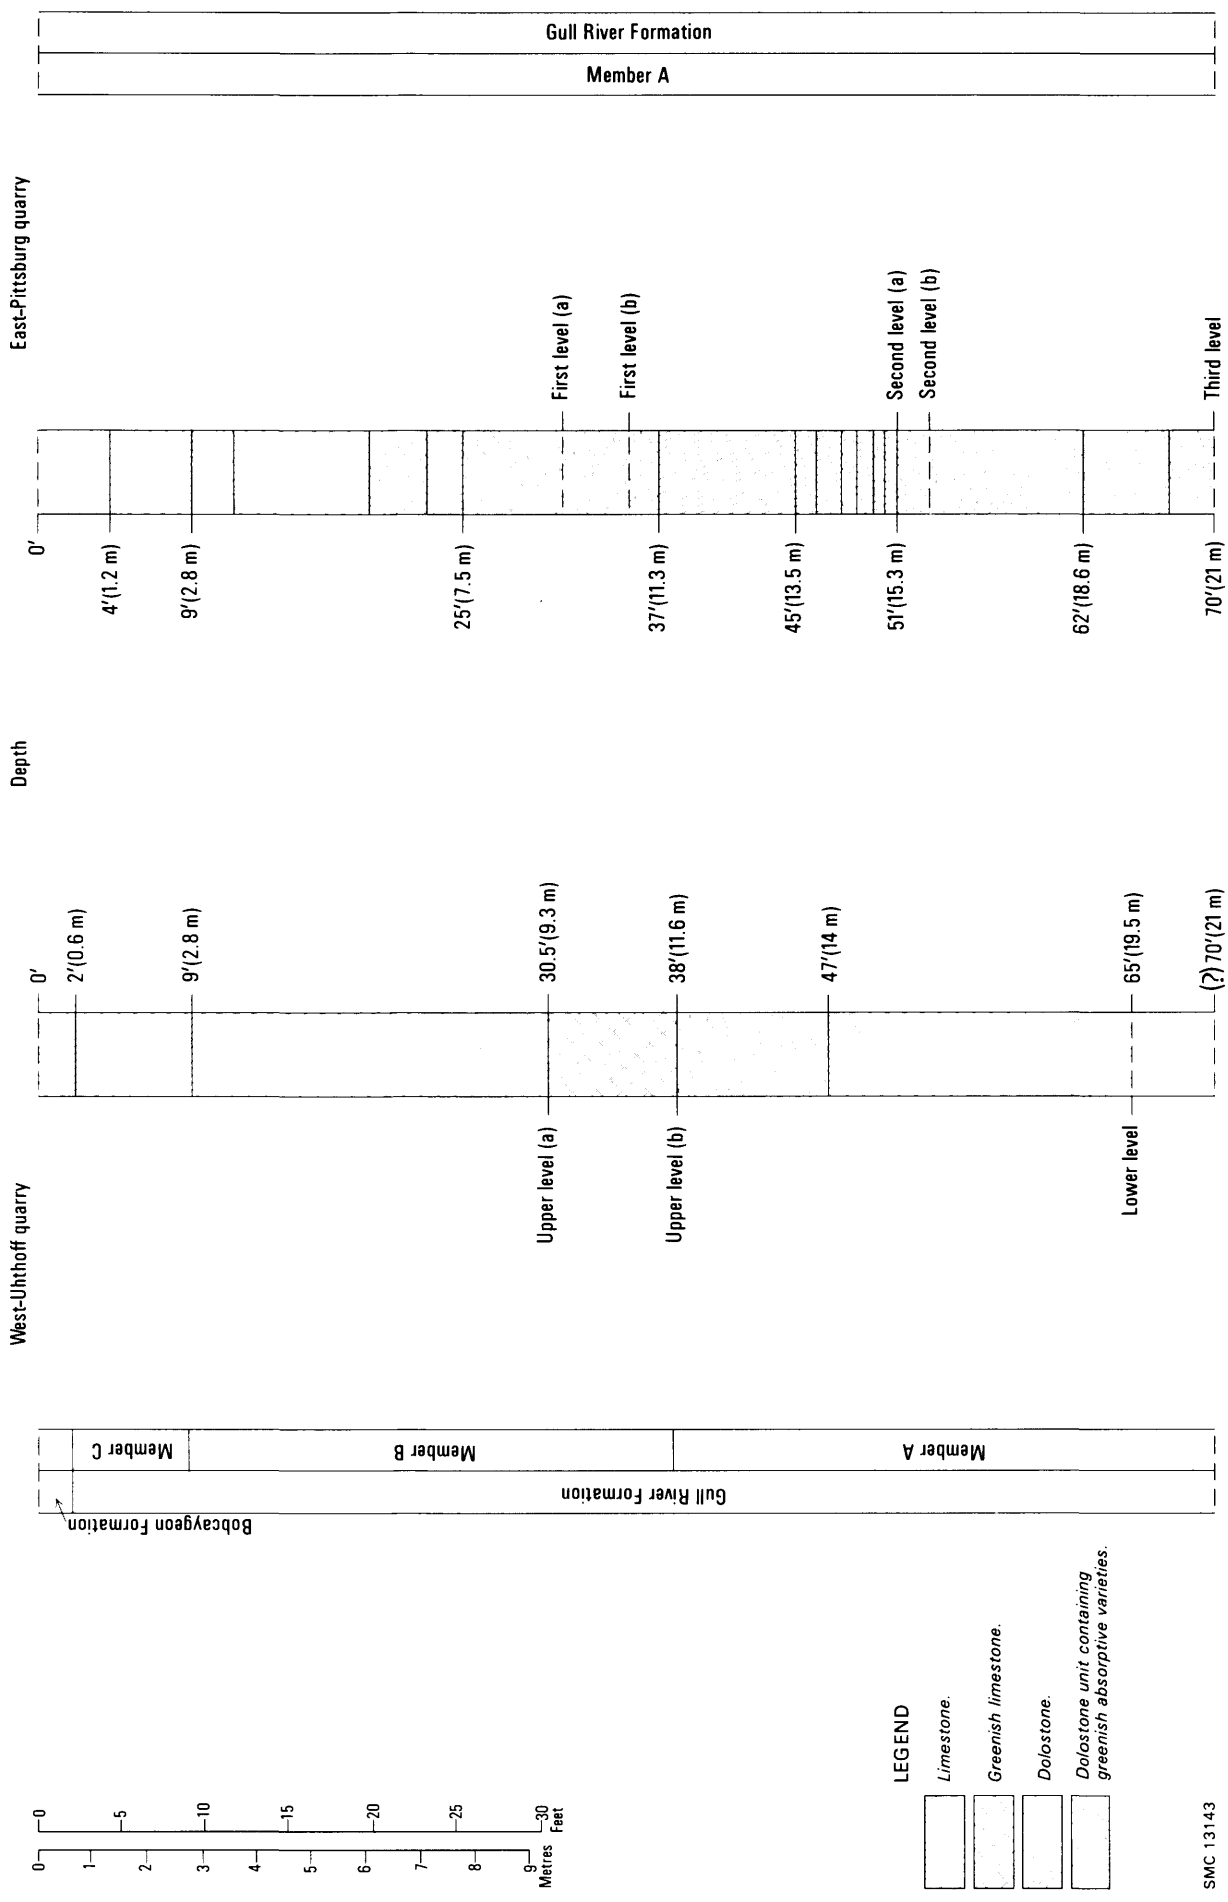 Gull River Formation
Member A
East-Pittsburg quarry
First level (a)
First level (b)
Second level (a)
Second level (b)
Third level
0'
4'(1.2 m)
9'(2.8 m)
25'(7.5 m)
37'(11.3 m)
45'(13.5 m)
51'(15.3 m)
62'(18.6 m)
70'(21 m)
Depth
0'
2'(0.6 m)
9'(2.8 m)
30.5'(9.3 m)
38'(11.6 m)
47'(14 m)
65'(19.5 m)
(?) 70'(21 m)
West-Uhthoff quarry
Upper level (a)
Upper level (b)
Lower level
Member C
Member B
Member A
Gull River Formation
Bobcaygeon Formation
0
5
10
15
20
25
30
Feet
0
1
2
3
4
5
6
7
8
9
Metres
LEGEND
Limestone.
Greenish limestone.
Dolostone.
Dolostone unit containing
greenish absorptive varieties.
SMC 13143